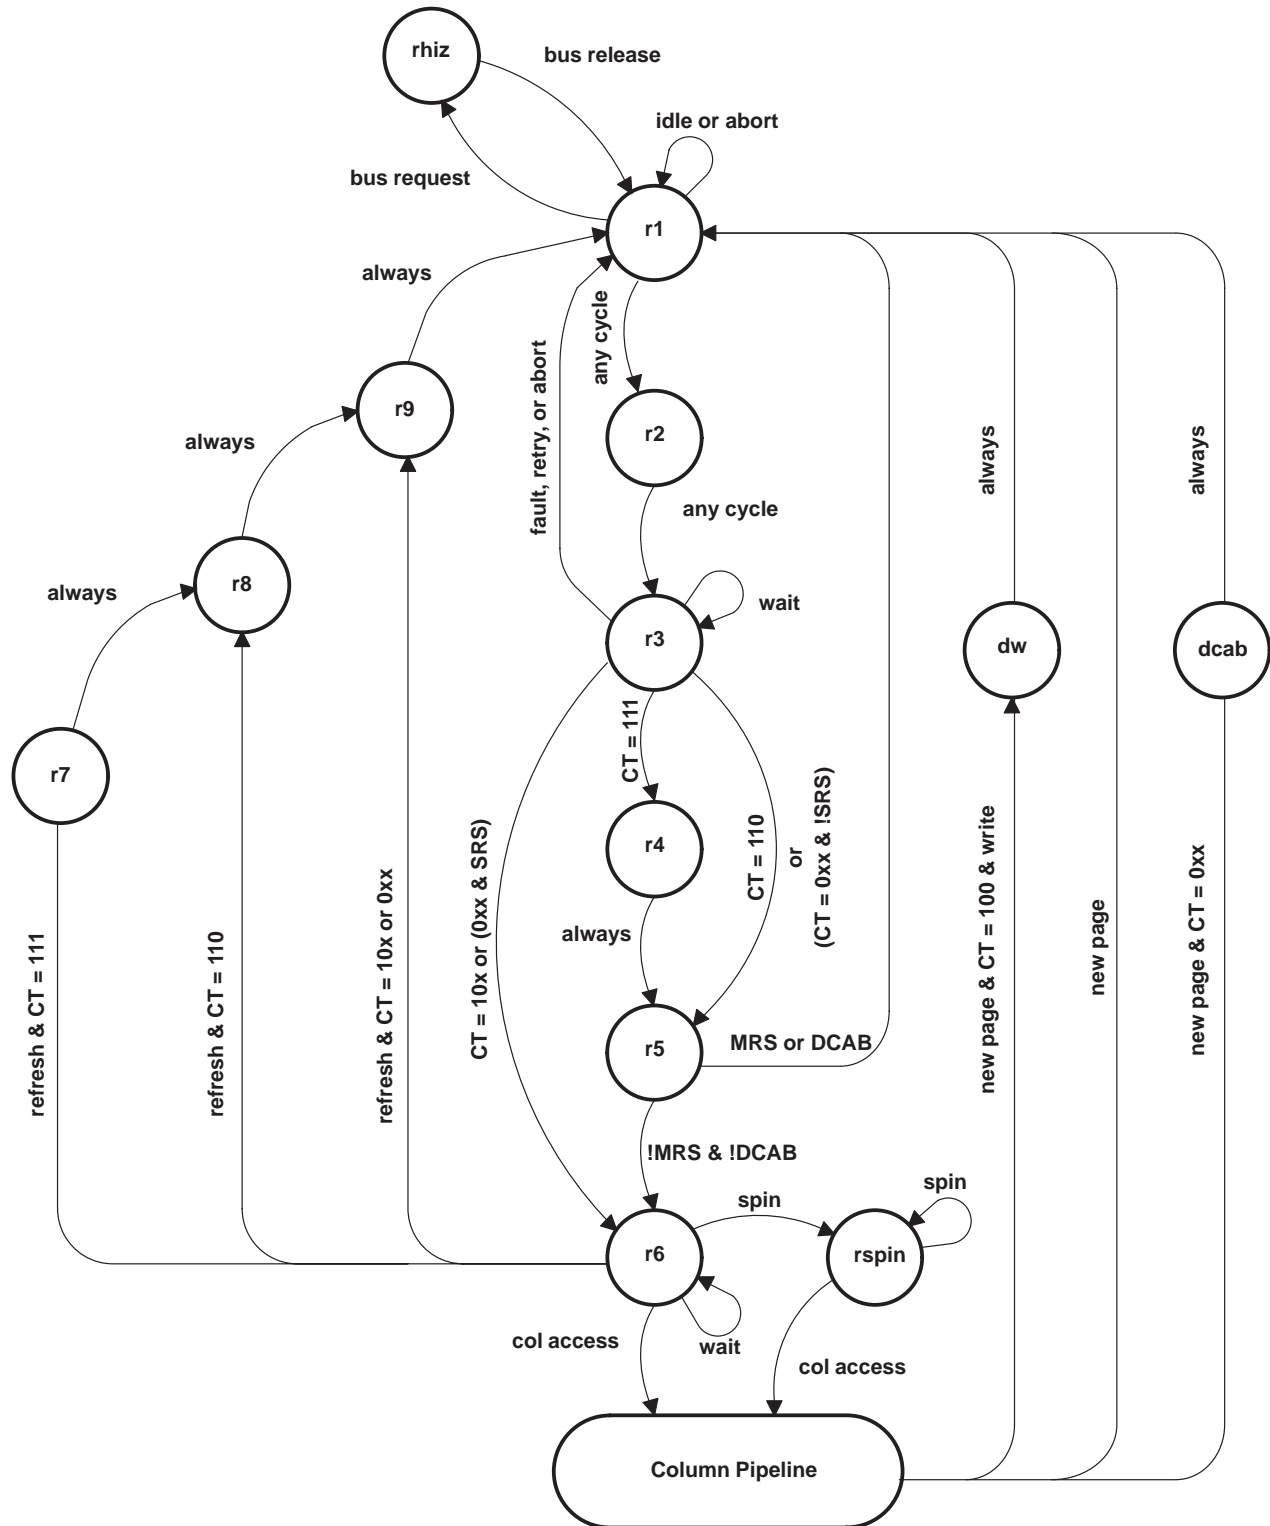 rhiz
bus release
idle or abort
bus request
r1
always
any cycle
fault, retry, or abort
r9
r2
always
always
always
any cycle
r8
always
wait
r3
dw
dcab
CT = 111
r7
CT = 110
or
(CT = 0xx & !SRS)
r4
CT = 10x or (0xx & SRS)
new page & CT = 100 & write
new page
new page & CT = 0xx
always
refresh & CT = 111
refresh & CT = 110
refresh & CT = 10x or 0xx
r5
MRS or DCAB
!MRS & !DCAB
spin
spin
r6
rspin
col access
wait
col access
Column Pipeline